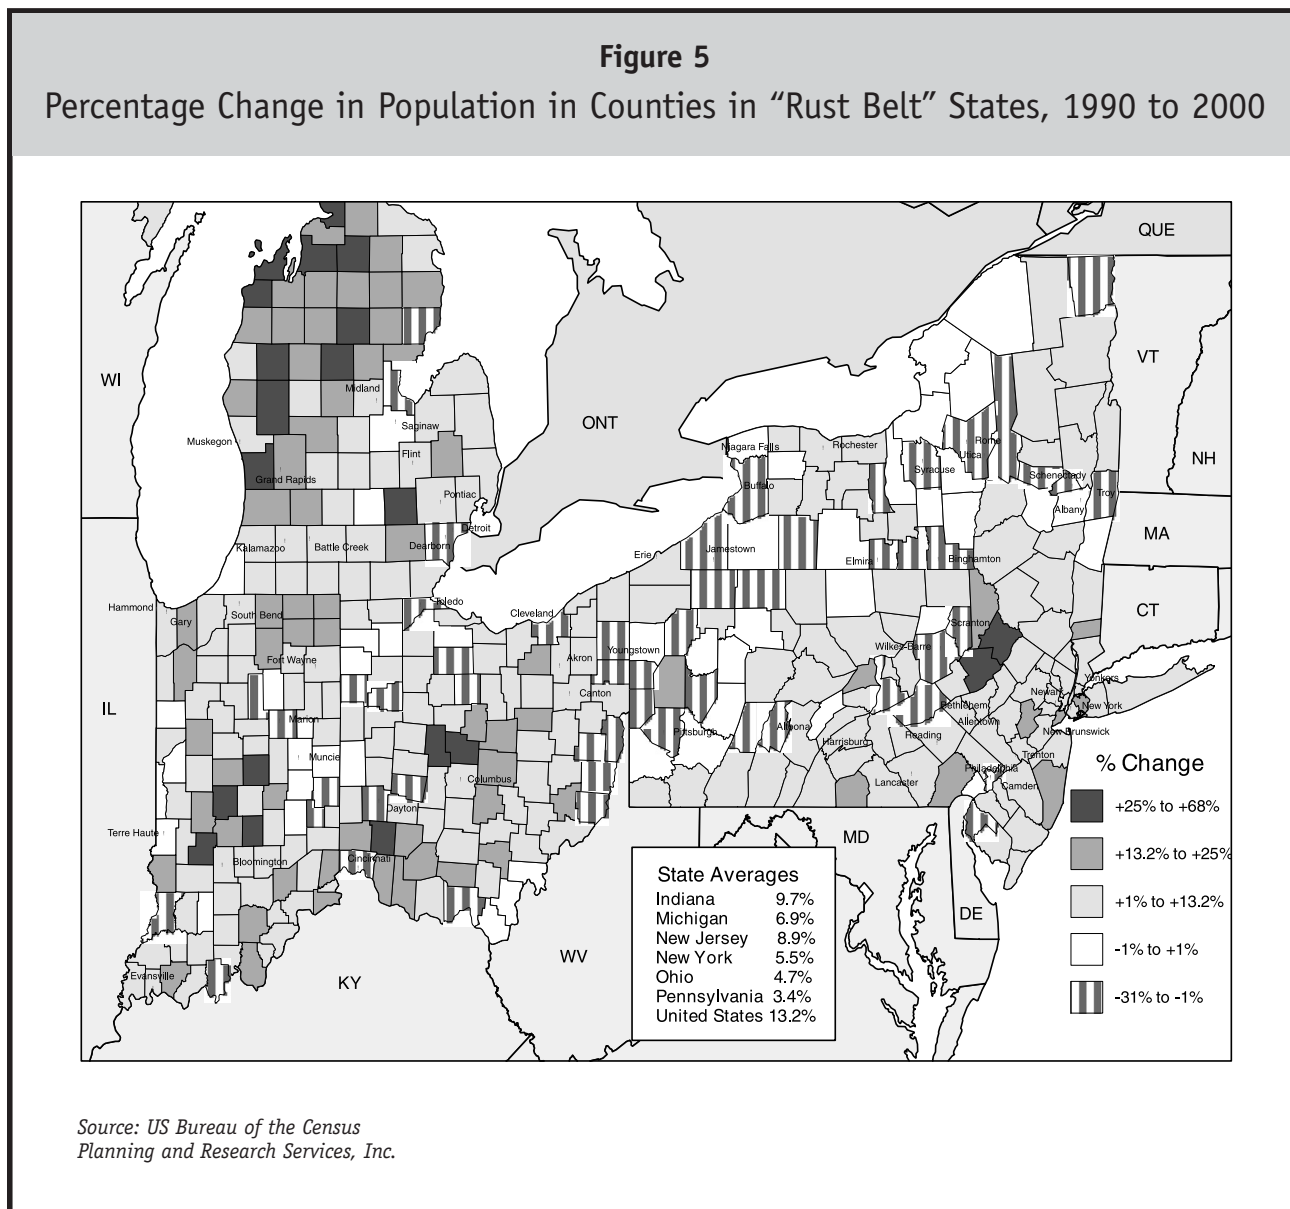 Figure 5
Percentage Change in Population in Counties in “Rust Belt” States, 1990 to 2000
QUE
WI
VT
Midland
ONT
Saginaw
Muskegon
Niagara Falls
Rochester
Rome
Utica
NH
Flint
Syracuse
Grand Rapids
Buffalo
Schenectady
Pontiac
Troy
Albany
Detroit
MA
Kalamazoo
Battle Creek
Dearborn
Erie
Jamestown
Elmira
Binghamton
Hammond
Toledo
CT
Gary
South Bend
Cleveland
Scranton
Fort Wayne
Akron
Youngstown
Wilkes-Barre
Yonkers
Canton
Newark
IL
Bethlehem
New York
Marion
Allentown
Pittsburgh
Altoona
Harrisburg
Reading
New Brunswick
Muncie
Trenton
Columbus
Philadelphia
Lancaster
Camden
Dayton
Terre Haute
MD
Bloomington
Cincinnati
DE
WV
Evansville
KY
% Change
+25% to +68%
+13.2% to +25%
+1% to +13.2%
-1% to +1%
-31% to -1%
State Averages
Indiana 9.7%
Michigan 6.9%
New Jersey 8.9%
New York 5.5%
Ohio 4.7%
Pennsylvania 3.4%
United States 13.2%
Source: US Bureau of the Census
Planning and Research Services, Inc.